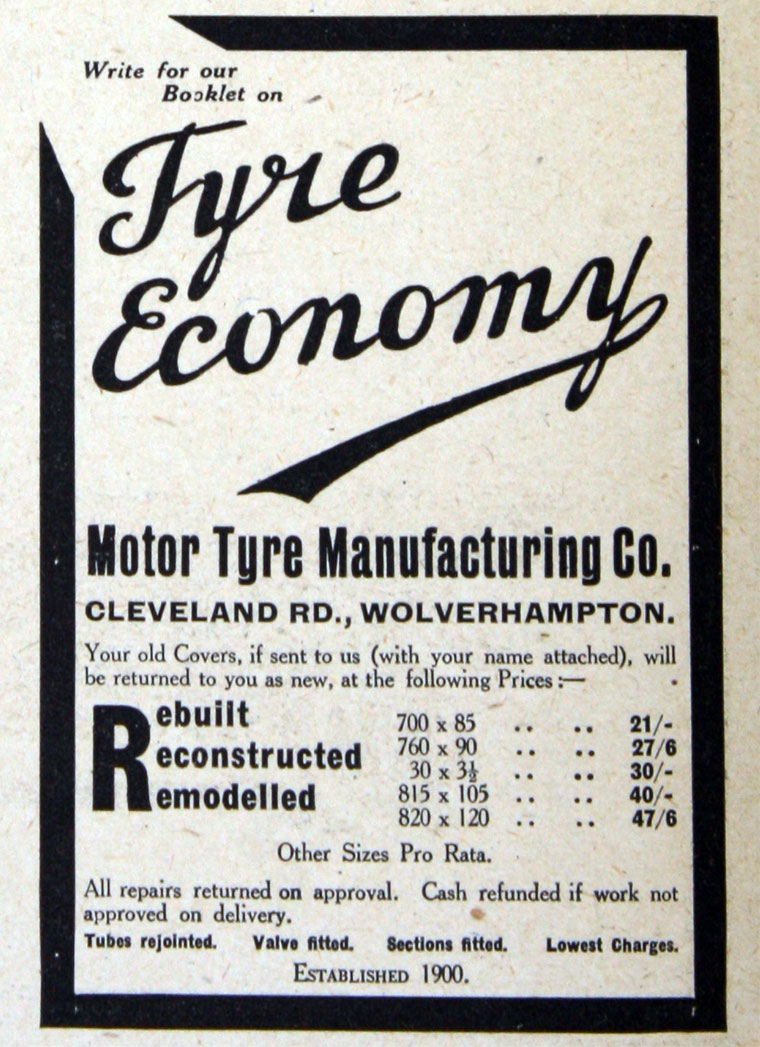 Write for our
Booklet on
Tyre
Economy
Motor Tyre Manufacturing Co.
CLEVELAND RD., WOLVERHAMPTON.
Your old Covers, if sent to us (with your name attached), will
be returned to you as new, at the following Prices :—
Rebuilt
Reconstructed
Remodelled
700 x 85 .. .. 21/-
760 x 90 .. .. 27/6
30 x 3½ .. .. 30/-
815 x 105 .. .. 40/-
820 x 120 .. .. 47/6
Other Sizes Pro Rata.
All repairs returned on approval. Cash refunded if work not
approved on delivery.
Tubes rejointed. Valve fitted. Sections fitted. Lowest Charges.
ESTABLISHED 1900.